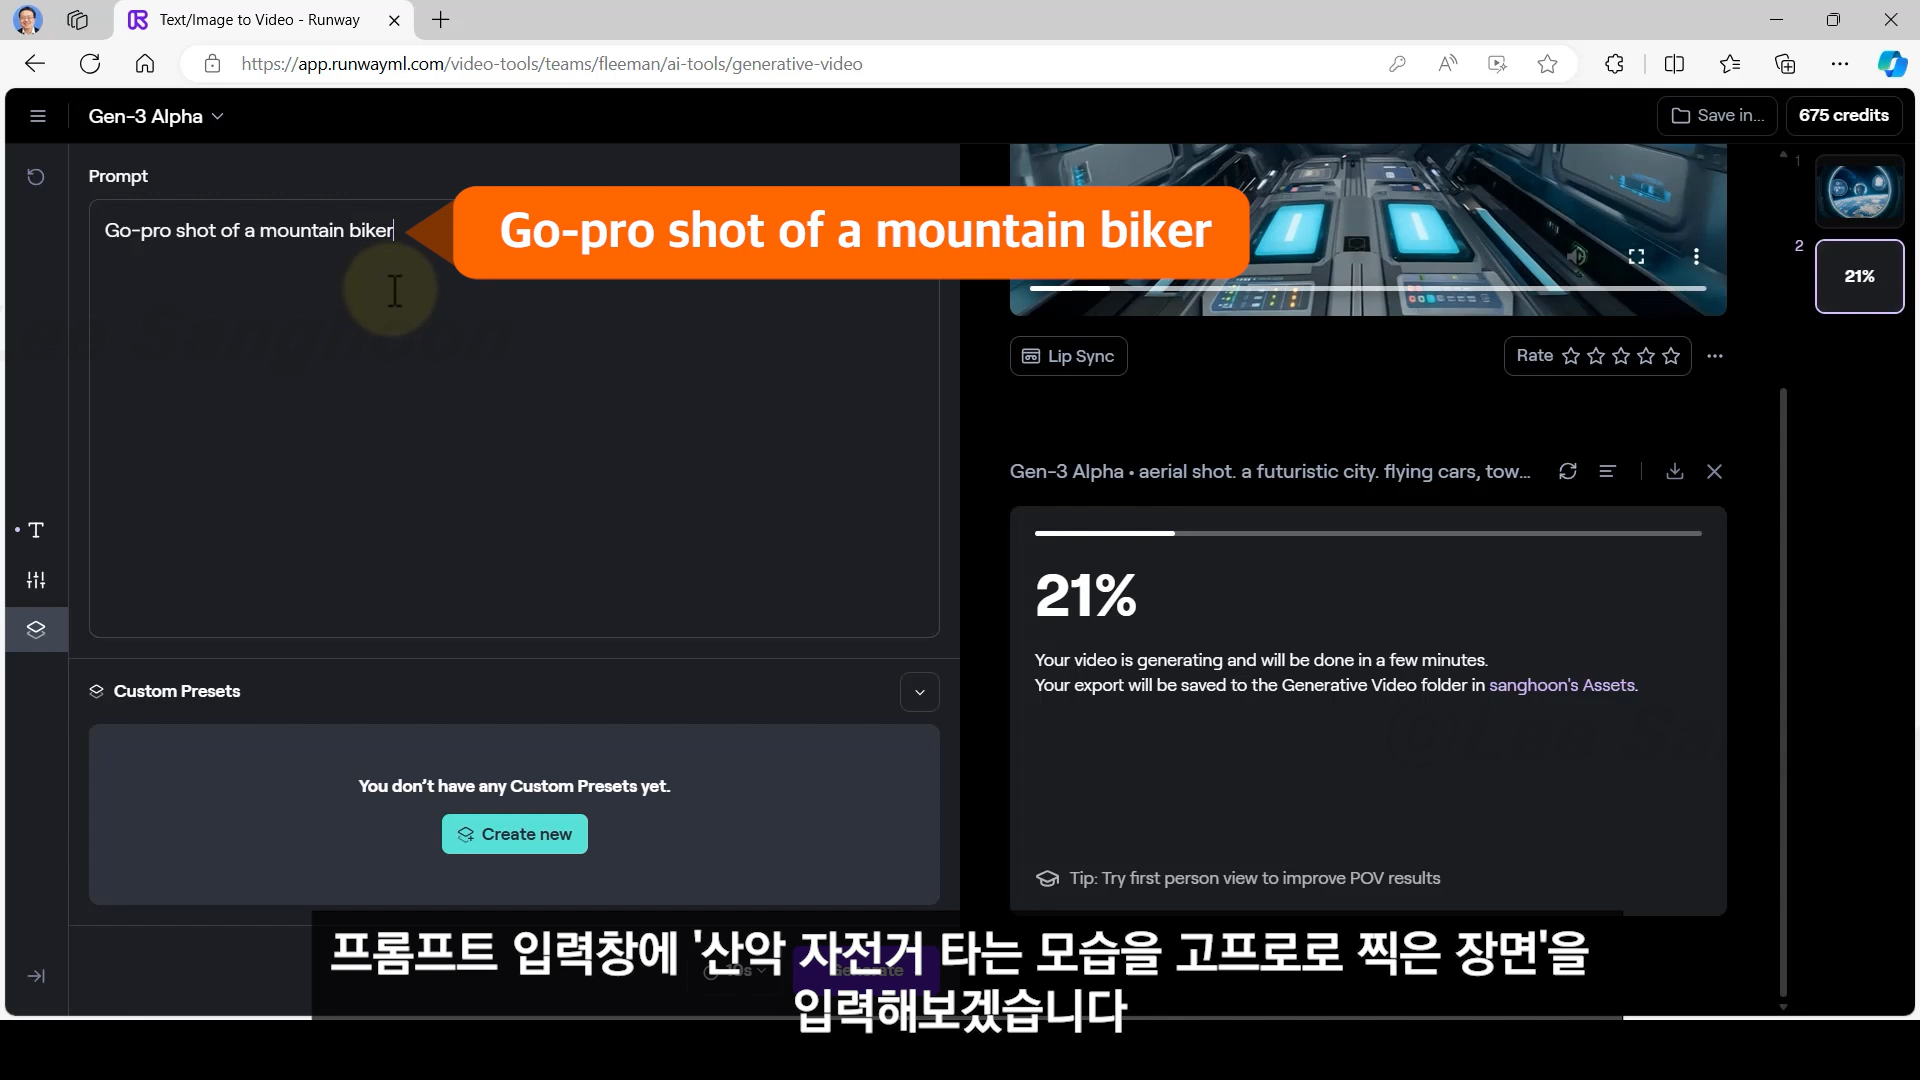 Text/Image to Video - Runway
https://app.runwayml.com/video-tools/teams/fleeman/ai-tools/generative-video
Gen-3 Alpha
Save in...
675 credits
Prompt
Go-pro shot of a mountain biker
Go-pro shot of a mountain biker
1
2
21%
Lip Sync
Rate
Gen-3 Alpha • aerial shot. a futuristic city. flying cars, tow...
21%
Your video is generating and will be done in a few minutes.
Your export will be saved to the Generative Video folder in sanghoon's Assets.
Custom Presets
You don't have any Custom Presets yet.
Create new
Tip: Try first person view to improve POV results
10s
Generate
프롬프트 입력창에 '산악 자전거 타는 모습을 고프로로 찍은 장면'을
입력해보겠습니다